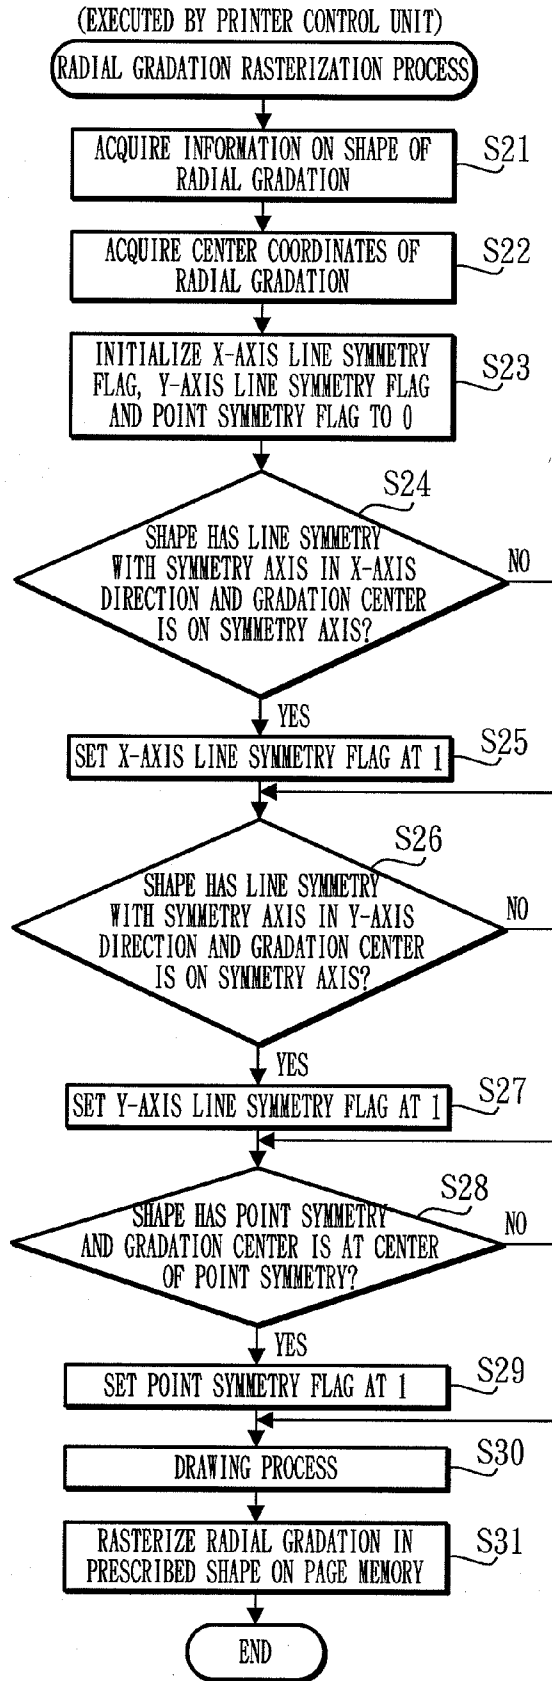 (EXECUTED BY PRINTER CONTROL UNIT)
RADIAL GRADATION RASTERIZATION PROCESS
ACQUIRE INFORMATION ON SHAPE OF
RADIAL GRADATION
S21
ACQUIRE CENTER COORDINATES OF
RADIAL GRADATION
S22
INITIALIZE X-AXIS LINE SYMMETRY
FLAG, Y-AXIS LINE SYMMETRY FLAG
AND POINT SYMMETRY FLAG TO 0
S23
S24
SHAPE HAS LINE SYMMETRY
WITH SYMMETRY AXIS IN X-AXIS
DIRECTION AND GRADATION CENTER
IS ON SYMMETRY AXIS?
NO
YES
SET X-AXIS LINE SYMMETRY FLAG AT 1
S25
S26
SHAPE HAS LINE SYMMETRY
WITH SYMMETRY AXIS IN Y-AXIS
DIRECTION AND GRADATION CENTER
IS ON SYMMETRY AXIS?
NO
YES
SET Y-AXIS LINE SYMMETRY FLAG AT 1
S27
S28
SHAPE HAS POINT SYMMETRY
AND GRADATION CENTER IS AT CENTER
OF POINT SYMMETRY?
NO
YES
SET POINT SYMMETRY FLAG AT 1
S29
DRAWING PROCESS
S30
RASTERIZE RADIAL GRADATION IN
PRESCRIBED SHAPE ON PAGE MEMORY
S31
END